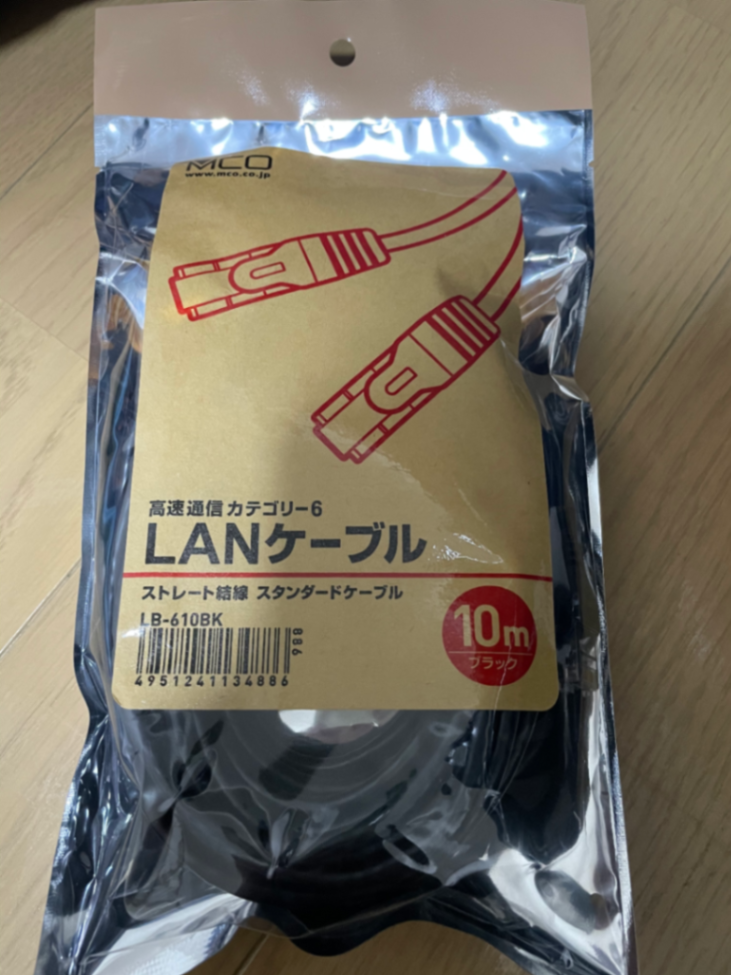 MCO
www.mco.co.jp
高速通信カテゴリー6
LANケーブル
ストレート結線 スタンダードケーブル
LB-610BK
886
4951241134886
10m
ブラック